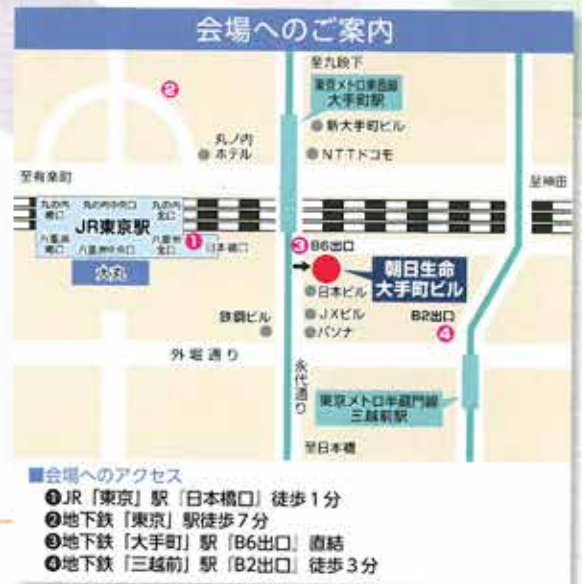 会場へのご案内
至九段下
東京メトロ東西線
大手町駅
❷
丸ノ内
ホテル
新大手町ビル
NTTドコモ
至有楽町
至神田
丸の内
南口
丸の内中央口
丸の内
北口
JR東京駅
八重洲
南口
八重洲中央口
八重洲
北口
❶
日本橋口
大丸
❸
B6出口
朝日生命
大手町ビル
日本ビル
JXビル
パソナ
鉄鋼ビル
B2出口
❹
外堀通り
永代通り
東京メトロ半蔵門線
三越前駅
至日本橋
■会場へのアクセス
❶JR「東京」駅「日本橋口」徒歩1分
❷地下鉄「東京」駅徒歩7分
❸地下鉄「大手町」駅「B6出口」直結
❹地下鉄「三越前」駅「B2出口」徒歩3分